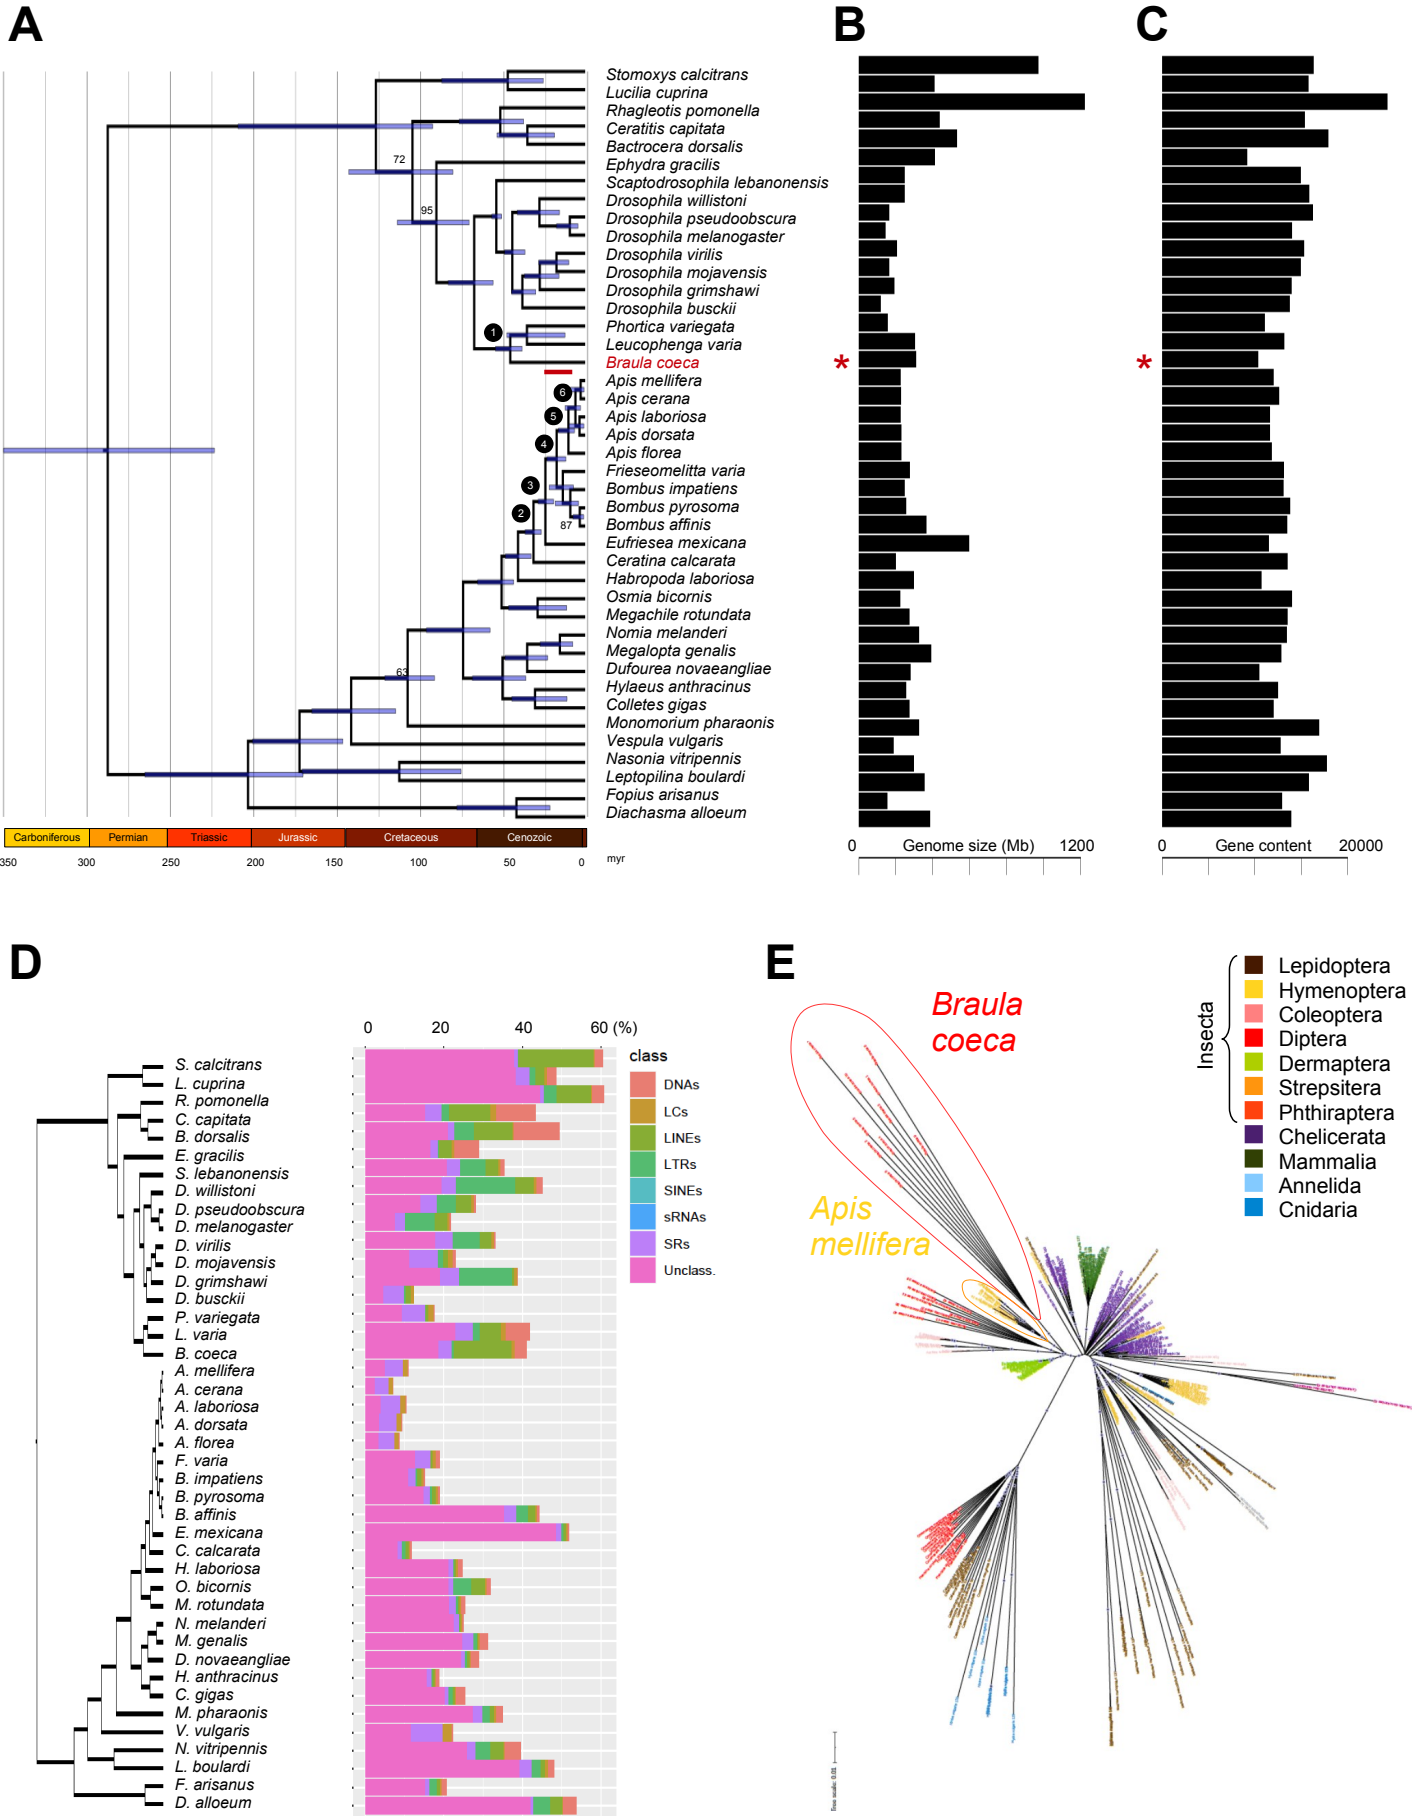 A
B
C
Stomoxys calcitrans
Lucilia cuprina
Rhagleotis pomonella
Ceratitis capitata
Bactrocera dorsalis
Ephydra gracilis
Scaptodrosophila lebanonensis
Drosophila willistoni
Drosophila pseudoobscura
Drosophila melanogaster
Drosophila virilis
Drosophila mojavensis
Drosophila grimshawi
Drosophila busckii
Phortica variegata
Leucophenga varia
Braula coeca
Apis mellifera
Apis cerana
Apis laboriosa
Apis dorsata
Apis florea
Frieseomelitta varia
Bombus impatiens
Bombus pyrosoma
Bombus affinis
Eufriesea mexicana
Ceratina calcarata
Habropoda laboriosa
Osmia bicornis
Megachile rotundata
Nomia melanderi
Megalopta genalis
Dufourea novaeangliae
Hylaeus anthracinus
Colletes gigas
Monomorium pharaonis
Vespula vulgaris
Nasonia vitripennis
Leptopilina boulardi
Fopius arisanus
Diachasma alloeum
72
95
1
6
5
4
3
2
87
63
* *
Carboniferous Permian Triassic Jurassic Cretaceous Cenozoic
350 300 250 200 150 100 50 0 myr
0 Genome size (Mb) 1200
0 Gene content 20000
D
0 20 40 60 (%)
S. calcitrans
L. cuprina
R. pomonella
C. capitata
B. dorsalis
E. gracilis
S. lebanonensis
D. willistoni
D. pseudoobscura
D. melanogaster
D. virilis
D. mojavensis
D. grimshawi
D. busckii
P. variegata
L. varia
B. coeca
A. mellifera
A. cerana
A. laboriosa
A. dorsata
A. florea
F. varia
B. impatiens
B. pyrosoma
B. affinis
E. mexicana
C. calcarata
H. laboriosa
O. bicornis
M. rotundata
N. melanderi
M. genalis
D. novaeangliae
H. anthracinus
C. gigas
M. pharaonis
V. vulgaris
N. vitripennis
L. boulardi
F. arisanus
D. alloeum
class
DNAs
LCs
LINEs
LTRs
SINEs
sRNAs
SRs
Unclass.
E
Braula
coeca
Apis
mellifera
Insecta
Lepidoptera
Hymenoptera
Coleoptera
Diptera
Dermaptera
Strepsitera
Phthiraptera
Chelicerata
Mammalia
Annelida
Cnidaria
Tree scale: 0.01